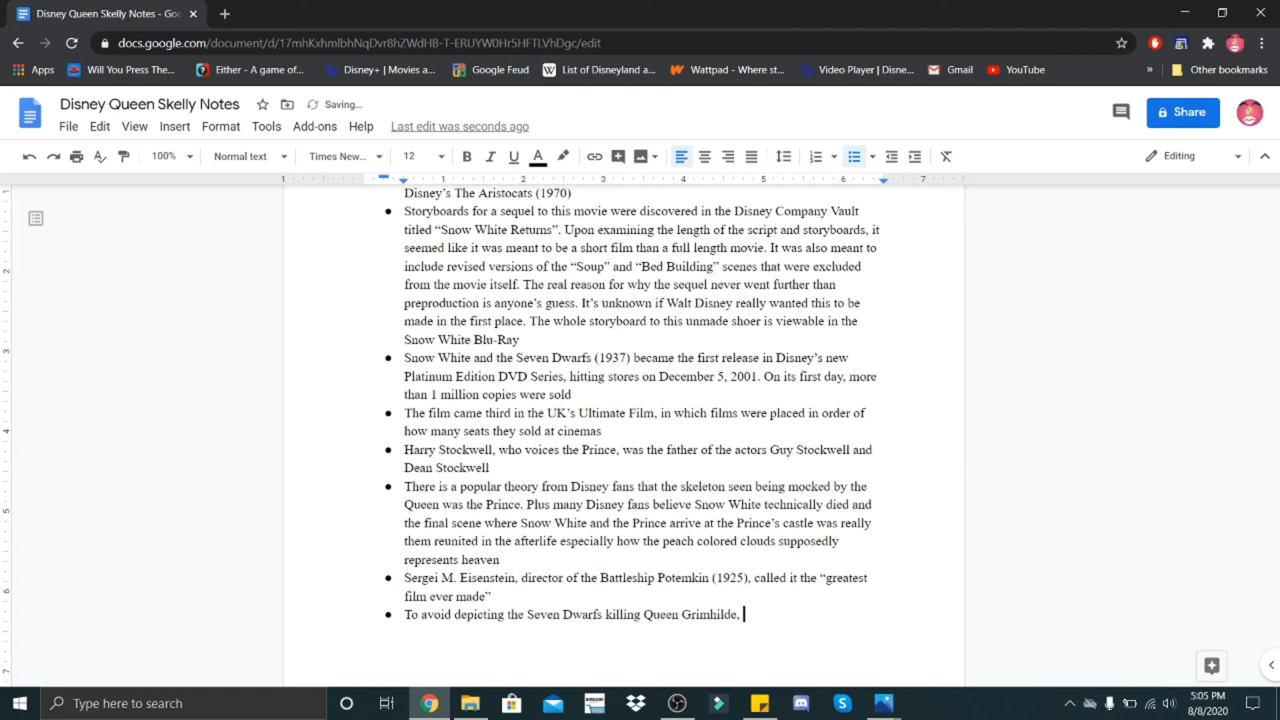 Disney Queen Skelly Notes - Goo
docs.google.com/document/d/17mhKxhmlbhNqDvr8hZWdHB-T-ERUYW0Hr5HFTLVhDgc/edit
Apps Will You Press The... Either - A game of... Disney+ | Movies a... Google Feud List of Disneyland a... Wattpad - Where st... Video Player | Disne... Gmail YouTube » Other bookmarks
Disney Queen Skelly Notes Saving... Share
File Edit View Insert Format Tools Add-ons Help Last edit was seconds ago
100% Normal text Times New... 12 B I U A Editing
1 1 2 3 4 5 6 7
Disney’s The Aristocats (1970)
● Storyboards for a sequel to this movie were discovered in the Disney Company Vault
titled “Snow White Returns”. Upon examining the length of the script and storyboards, it
seemed like it was meant to be a short film than a full length movie. It was also meant to
include revised versions of the “Soup” and “Bed Building” scenes that were excluded
from the movie itself. The real reason for why the sequel never went further than
preproduction is anyone’s guess. It’s unknown if Walt Disney really wanted this to be
made in the first place. The whole storyboard to this unmade shoer is viewable in the
Snow White Blu-Ray
● Snow White and the Seven Dwarfs (1937) became the first release in Disney’s new
Platinum Edition DVD Series, hitting stores on December 5, 2001. On its first day, more
than 1 million copies were sold
● The film came third in the UK’s Ultimate Film, in which films were placed in order of
how many seats they sold at cinemas
● Harry Stockwell, who voices the Prince, was the father of the actors Guy Stockwell and
Dean Stockwell
● There is a popular theory from Disney fans that the skeleton seen being mocked by the
Queen was the Prince. Plus many Disney fans believe Snow White technically died and
the final scene where Snow White and the Prince arrive at the Prince’s castle was really
them reunited in the afterlife especially how the peach colored clouds supposedly
represents heaven
● Sergei M. Eisenstein, director of the Battleship Potemkin (1925), called it the “greatest
film ever made”
● To avoid depicting the Seven Dwarfs killing Queen Grimhilde,
Type here to search
5:05 PM
8/8/2020